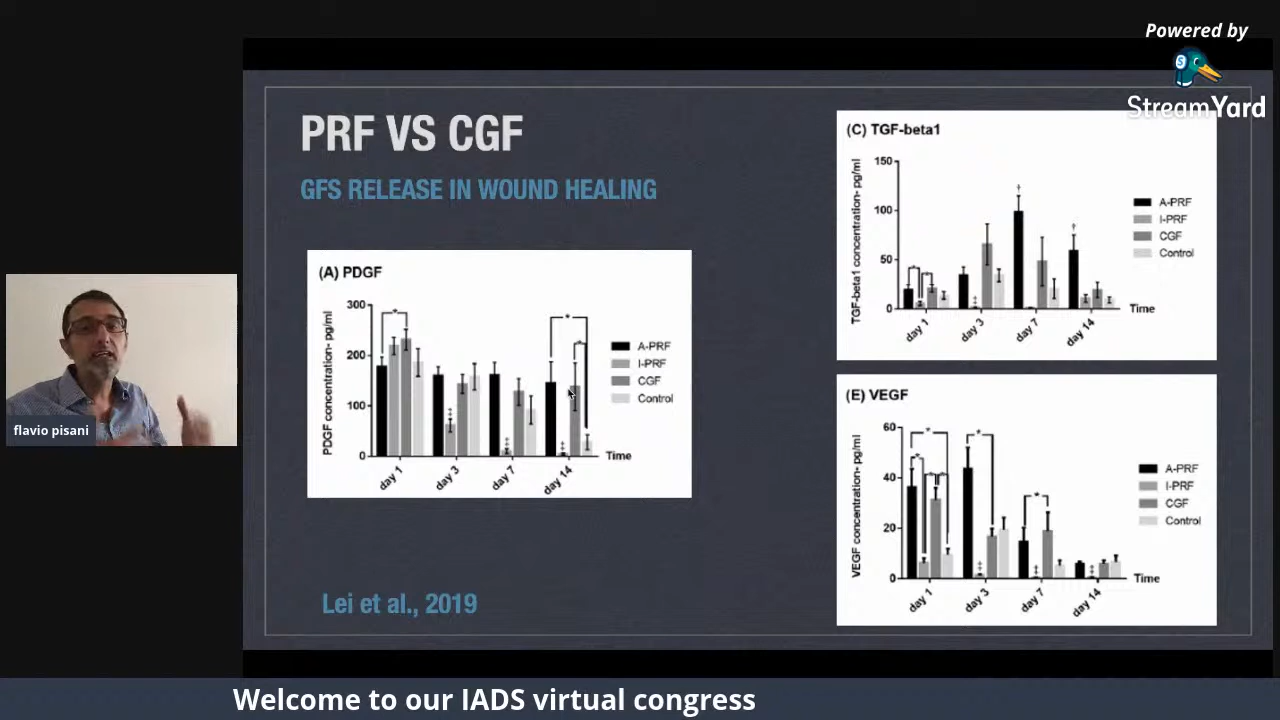 Powered by
StreamYard
PRF VS CGF
GFS RELEASE IN WOUND HEALING
(A) PDGF
PDGF concentration- pg/ml
300
200
100
0
*
‡
‡
*
*
‡
day 1
day 3
day 7
day 14
Time
A-PRF
I-PRF
CGF
Control
(C) TGF-beta1
TGF-beta1 concentration- pg/ml
150
100
50
0
*
*
‡
†
†
day 1
day 3
day 7
day 14
Time
A-PRF
I-PRF
CGF
Control
(E) VEGF
VEGF concentration- pg/ml
60
40
20
0
*
*
*
*
*
‡
*
‡
‡
day 1
day 3
day 7
day 14
Time
A-PRF
I-PRF
CGF
Control
Lei et al., 2019
flavio pisani
Welcome to our IADS virtual congress